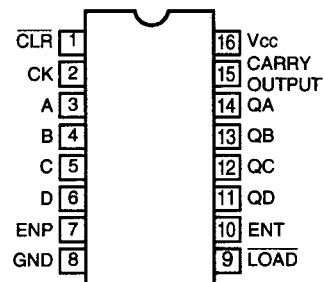 CLR 1
CK 2
A 3
B 4
C 5
D 6
ENP 7
GND 8
16 Vcc
15 CARRY OUTPUT
14 QA
13 QB
12 QC
11 QD
10 ENT
9 LOAD